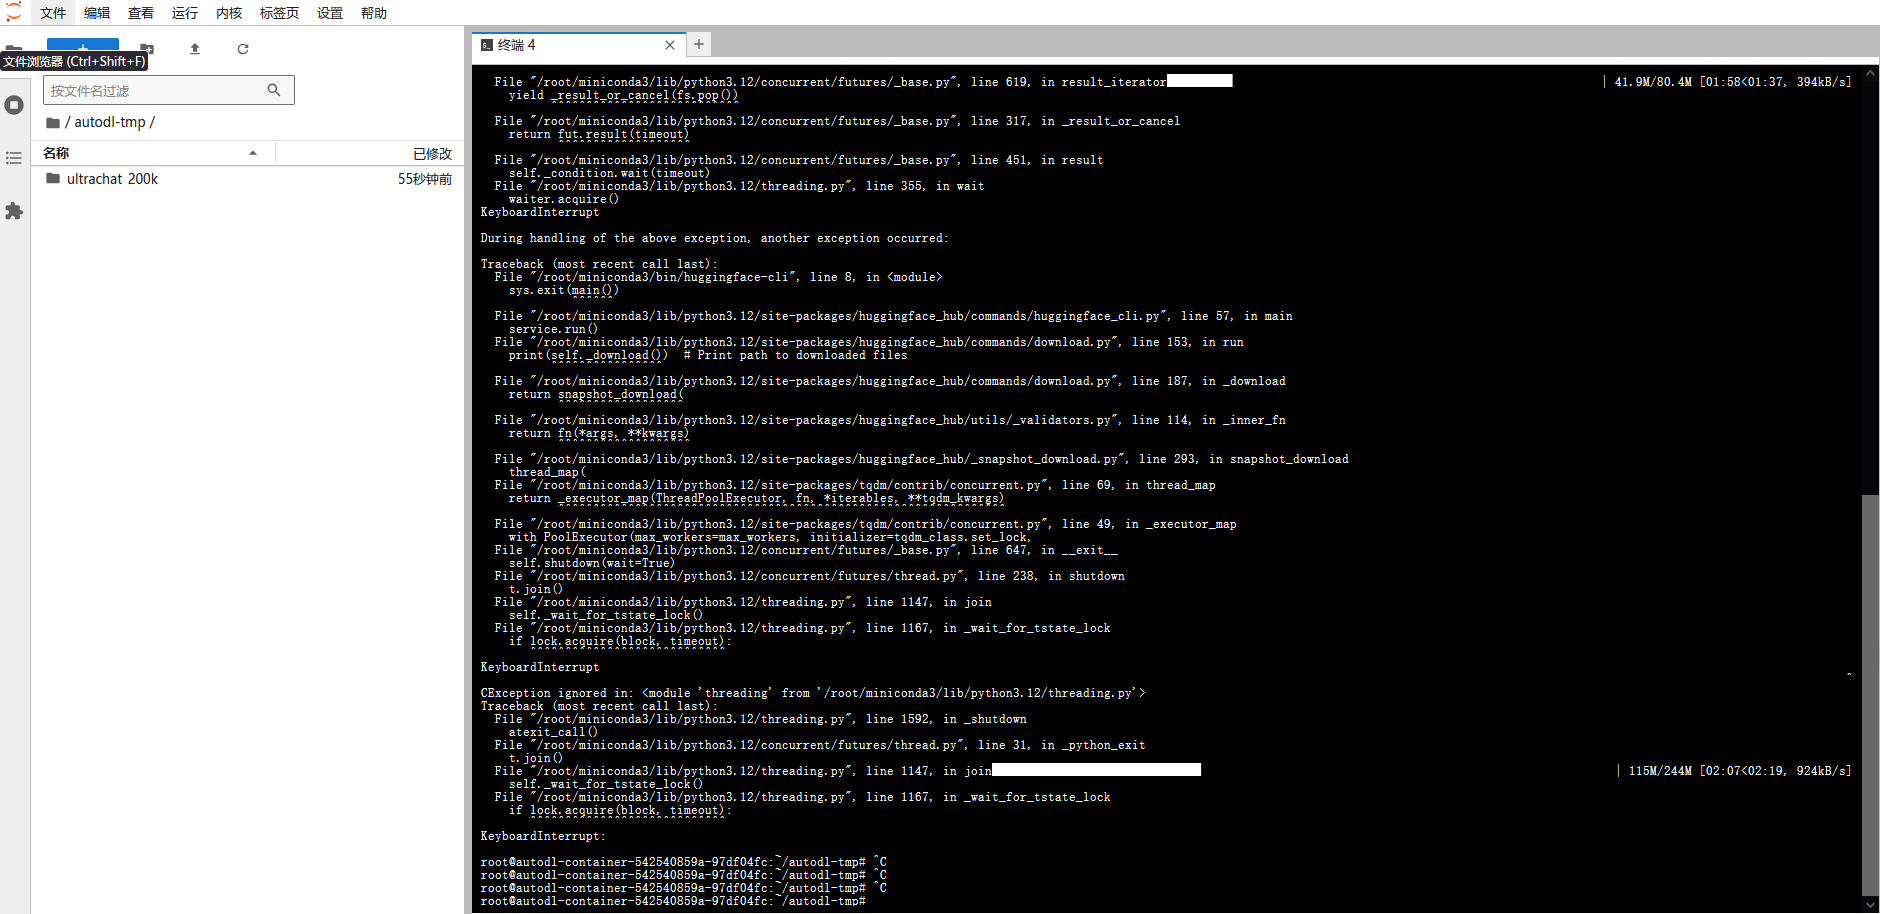 文件 编辑 查看 运行 内核 标签页 设置 帮助
文件浏览器 (Ctrl+Shift+F)
按文件名过滤
/ autodl-tmp /
名称 已修改
ultrachat 200k 55秒钟前
终端 4
File "/root/miniconda3/lib/python3.12/concurrent/futures/_base.py", line 619, in result_iterator | 41.9M/80.4M [01:58<01:37, 394kB/s]
yield _result_or_cancel(fs.pop())
File "/root/miniconda3/lib/python3.12/concurrent/futures/_base.py", line 317, in _result_or_cancel
return fut.result(timeout)
File "/root/miniconda3/lib/python3.12/concurrent/futures/_base.py", line 451, in result
self._condition.wait(timeout)
File "/root/miniconda3/lib/python3.12/threading.py", line 355, in wait
waiter.acquire()
KeyboardInterrupt
During handling of the above exception, another exception occurred:
Traceback (most recent call last):
File "/root/miniconda3/bin/huggingface-cli", line 8, in <module>
sys.exit(main())
File "/root/miniconda3/lib/python3.12/site-packages/huggingface_hub/commands/huggingface_cli.py", line 57, in main
service.run()
File "/root/miniconda3/lib/python3.12/site-packages/huggingface_hub/commands/download.py", line 153, in run
print(self._download())  # Print path to downloaded files
File "/root/miniconda3/lib/python3.12/site-packages/huggingface_hub/commands/download.py", line 187, in _download
return snapshot_download(
File "/root/miniconda3/lib/python3.12/site-packages/huggingface_hub/utils/_validators.py", line 114, in _inner_fn
return fn(*args, **kwargs)
File "/root/miniconda3/lib/python3.12/site-packages/huggingface_hub/_snapshot_download.py", line 293, in snapshot_download
thread_map(
File "/root/miniconda3/lib/python3.12/site-packages/tqdm/contrib/concurrent.py", line 69, in thread_map
return _executor_map(ThreadPoolExecutor, fn, *iterables, **tqdm_kwargs)
File "/root/miniconda3/lib/python3.12/site-packages/tqdm/contrib/concurrent.py", line 49, in _executor_map
with PoolExecutor(max_workers=max_workers, initializer=tqdm_class.set_lock,
File "/root/miniconda3/lib/python3.12/concurrent/futures/_base.py", line 647, in __exit__
self.shutdown(wait=True)
File "/root/miniconda3/lib/python3.12/concurrent/futures/thread.py", line 238, in shutdown
t.join()
File "/root/miniconda3/lib/python3.12/threading.py", line 1147, in join
self._wait_for_tstate_lock()
File "/root/miniconda3/lib/python3.12/threading.py", line 1167, in _wait_for_tstate_lock
if lock.acquire(block, timeout):
KeyboardInterrupt
^
CException ignored in: <module 'threading' from '/root/miniconda3/lib/python3.12/threading.py'>
Traceback (most recent call last):
File "/root/miniconda3/lib/python3.12/threading.py", line 1592, in _shutdown
atexit_call()
File "/root/miniconda3/lib/python3.12/concurrent/futures/thread.py", line 31, in _python_exit
t.join()
File "/root/miniconda3/lib/python3.12/threading.py", line 1147, in join | 115M/244M [02:07<02:19, 924kB/s]
self._wait_for_tstate_lock()
File "/root/miniconda3/lib/python3.12/threading.py", line 1167, in _wait_for_tstate_lock
if lock.acquire(block, timeout):
KeyboardInterrupt:
root@autodl-container-542540859a-97df04fc:~/autodl-tmp# ^C
root@autodl-container-542540859a-97df04fc:~/autodl-tmp# ^C
root@autodl-container-542540859a-97df04fc:~/autodl-tmp# ^C
root@autodl-container-542540859a-97df04fc:~/autodl-tmp#